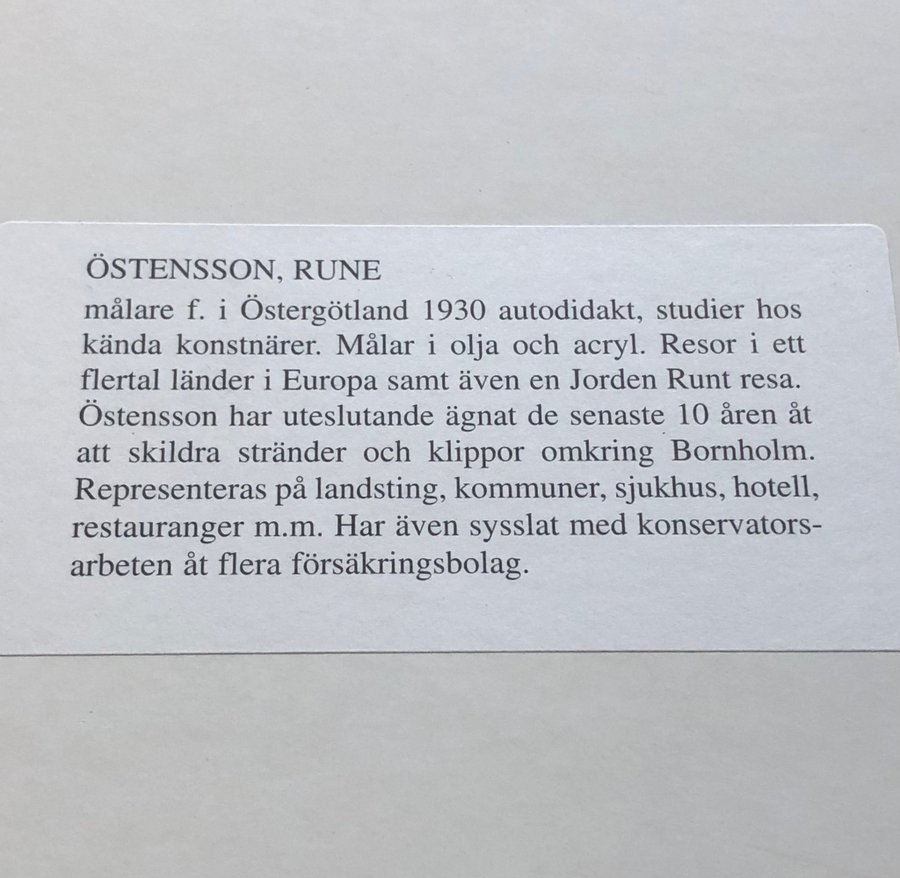 ÖSTENSSON, RUNE
målare f. i Östergötland 1930 autodidakt, studier hos
kända konstnärer. Målar i olja och acryl. Resor i ett
flertal länder i Europa samt även en Jorden Runt resa.
Östensson har uteslutande ägnat de senaste 10 åren åt
att skildra stränder och klippor omkring Bornholm.
Representeras på landsting, kommuner, sjukhus, hotell,
restauranger m.m. Har även sysslat med konservators-
arbeten åt flera försäkringsbolag.